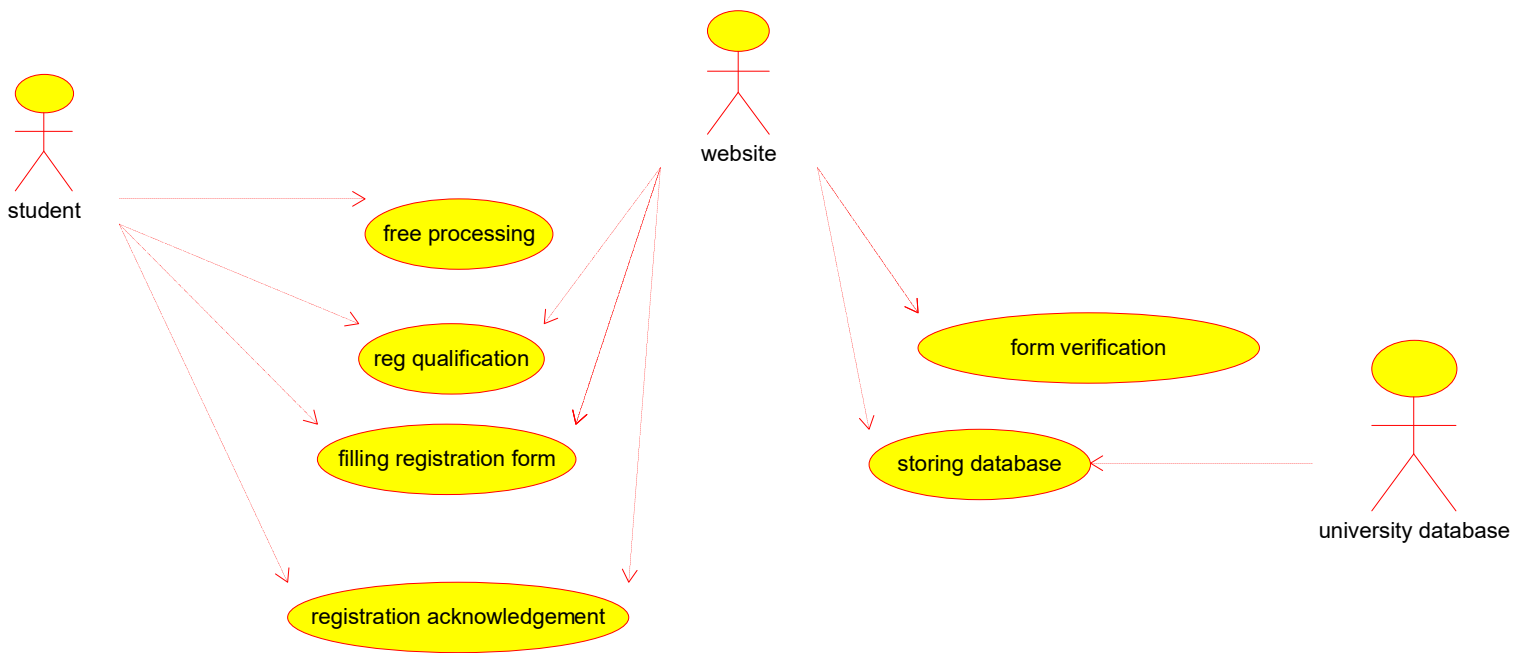 website
student
free processing
reg qualification
form verification
filling registration form
storing database
university database
registration acknowledgement